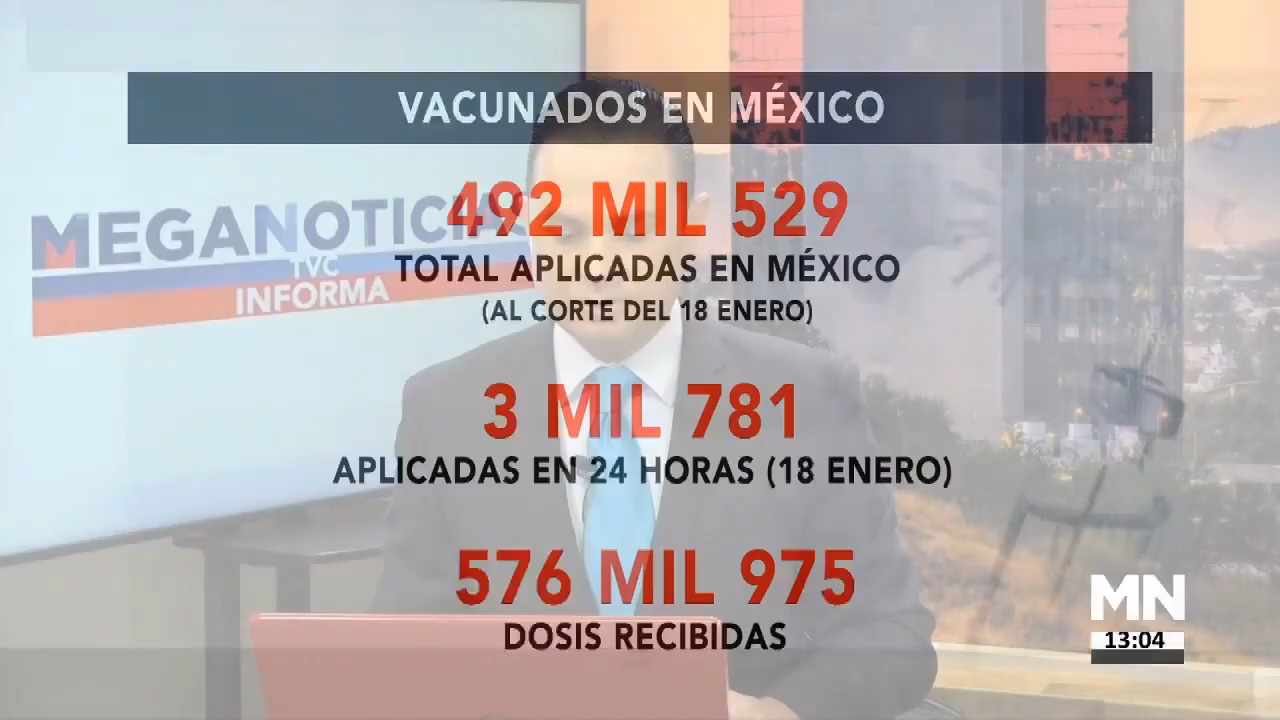 VACUNADOS EN MÉXICO
492 MIL 529
TOTAL APLICADAS EN MÉXICO
(AL CORTE DEL 18 ENERO)
MEGANOTICIAS
TVC
INFORMA
3 MIL 781
APLICADAS EN 24 HORAS (18 ENERO)
576 MIL 975
DOSIS RECIBIDAS
MN
13:04